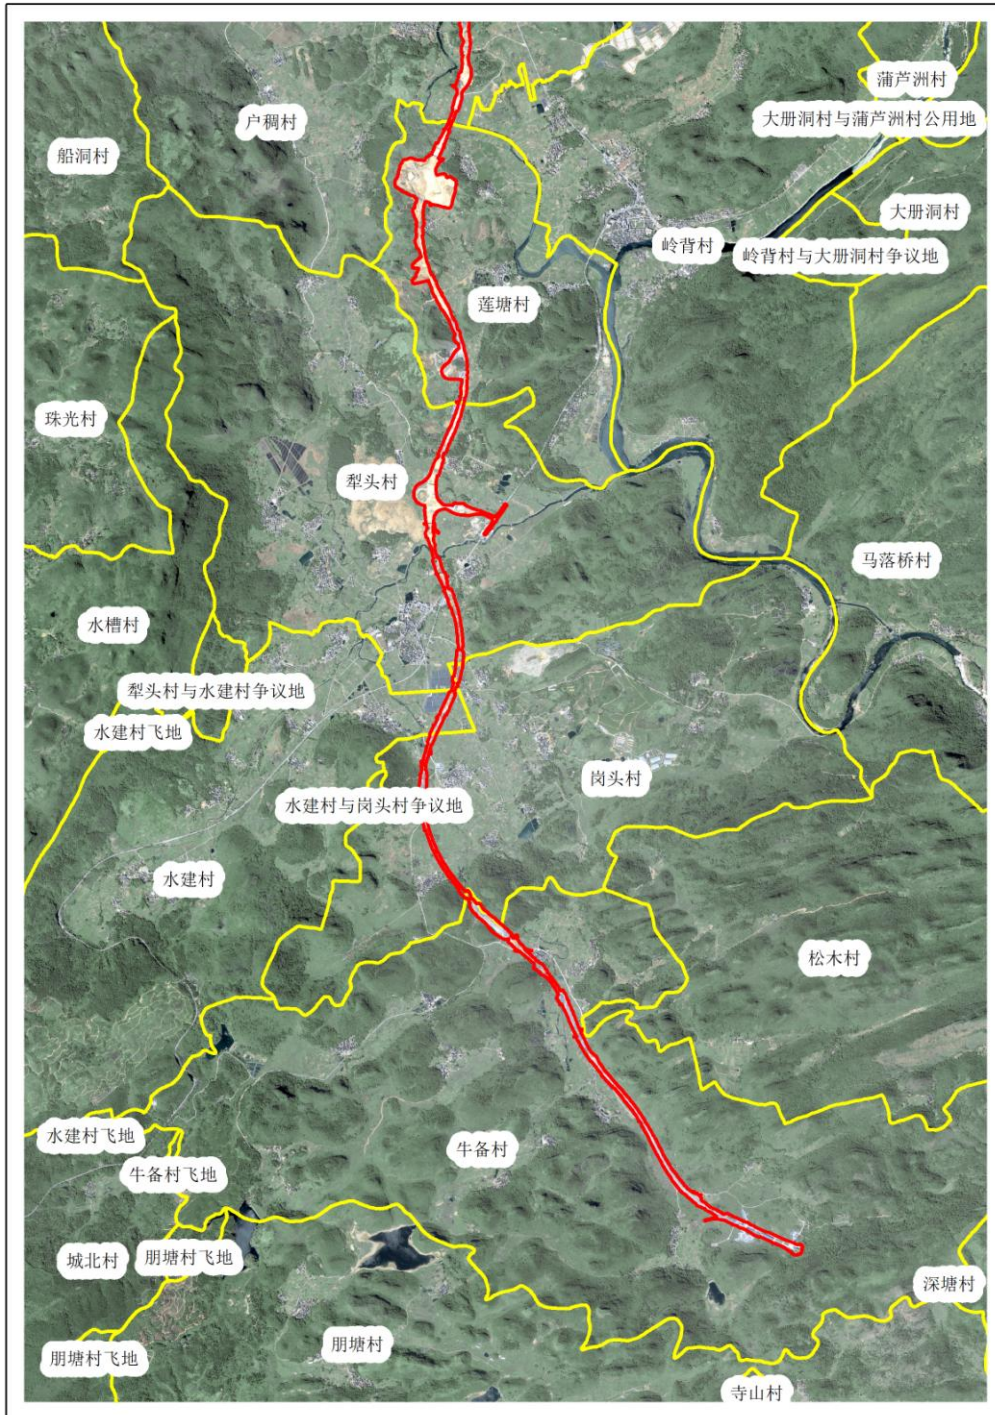 蒲芦洲村
大册洞村与蒲芦洲村公用地
户稠村
船洞村
大册洞村
岭背村
岭背村与大册洞村争议地
莲塘村
珠光村
犁头村
马落桥村
水槽村
犁头村与水建村争议地
水建村飞地
岗头村
水建村与岗头村争议地
水建村
松木村
水建村飞地
牛备村
牛备村飞地
城北村
朋塘村飞地
深塘村
朋塘村
朋塘村飞地
寺山村